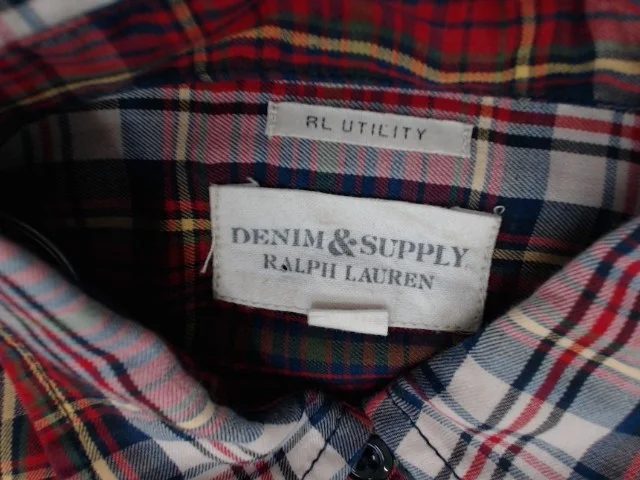 RL UTILITY
DENIM & SUPPLY
RALPH LAUREN